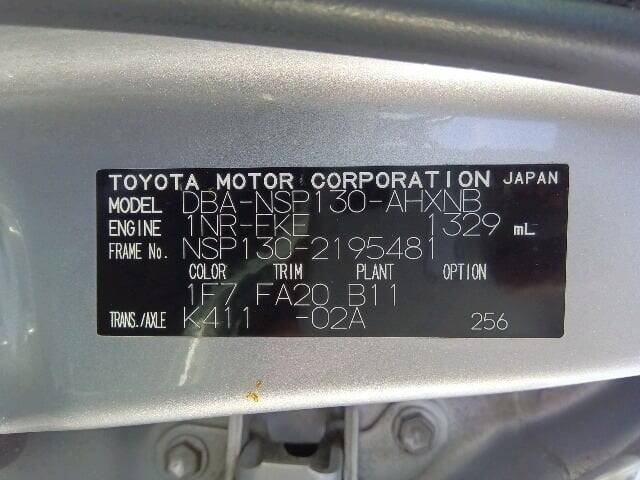 TOYOTA MOTOR CORPORATION JAPAN
MODEL DBA-NSP130-AHXNB
ENGINE 1NR-FKE 1329 mL
FRAME No. NSP130-2195481
COLOR TRIM PLANT OPTION
1F7 FA20 B11
TRANS./AXLE K411 -02A 256